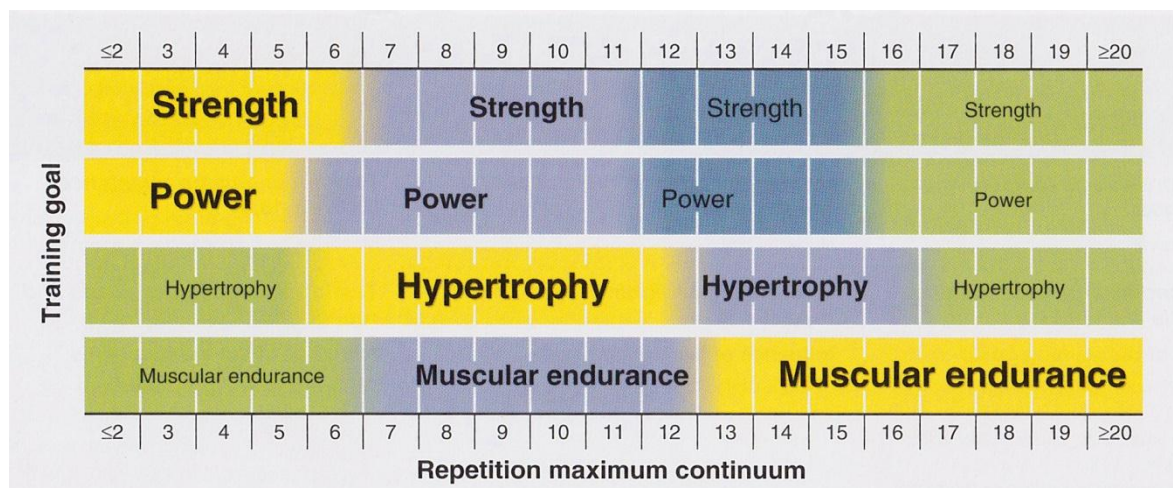 ≤2 3 4 5 6 7 8 9 10 11 12 13 14 15 16 17 18 19 ≥20
Strength Strength Strength Strength
Power Power Power Power
Training goal
Hypertrophy Hypertrophy Hypertrophy Hypertrophy
Muscular endurance Muscular endurance Muscular endurance
≤2 3 4 5 6 7 8 9 10 11 12 13 14 15 16 17 18 19 ≥20
Repetition maximum continuum